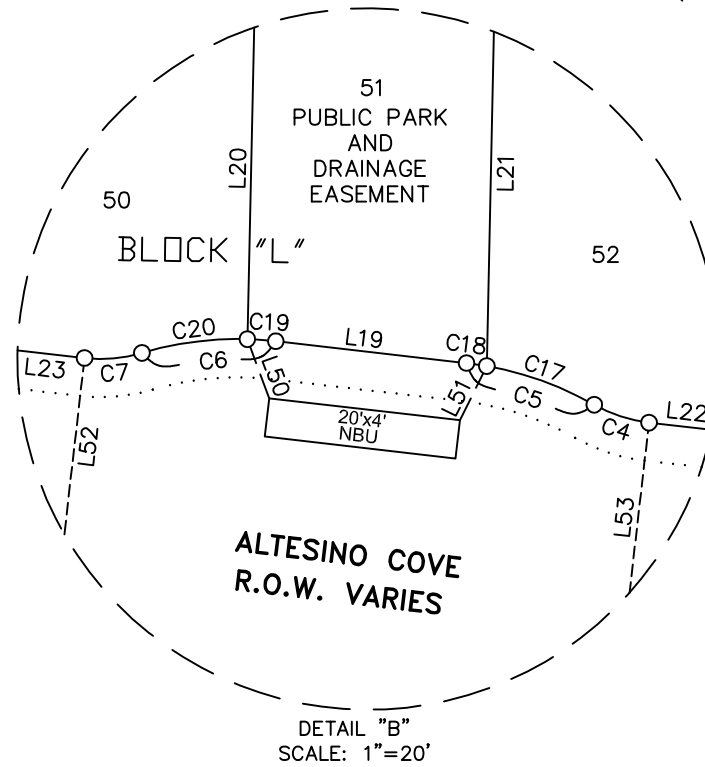 51
PUBLIC PARK
AND
DRAINAGE
EASEMENT
L20
L21
50
BLOCK "L"
52
C20
C19
L19
C18
C17
L23
C7
C6
L50
L51
C5
C4
L22
20'x4'
NBU
L52
L53
ALTESINO COVE
R.O.W. VARIES
DETAIL "B"
SCALE: 1"=20'